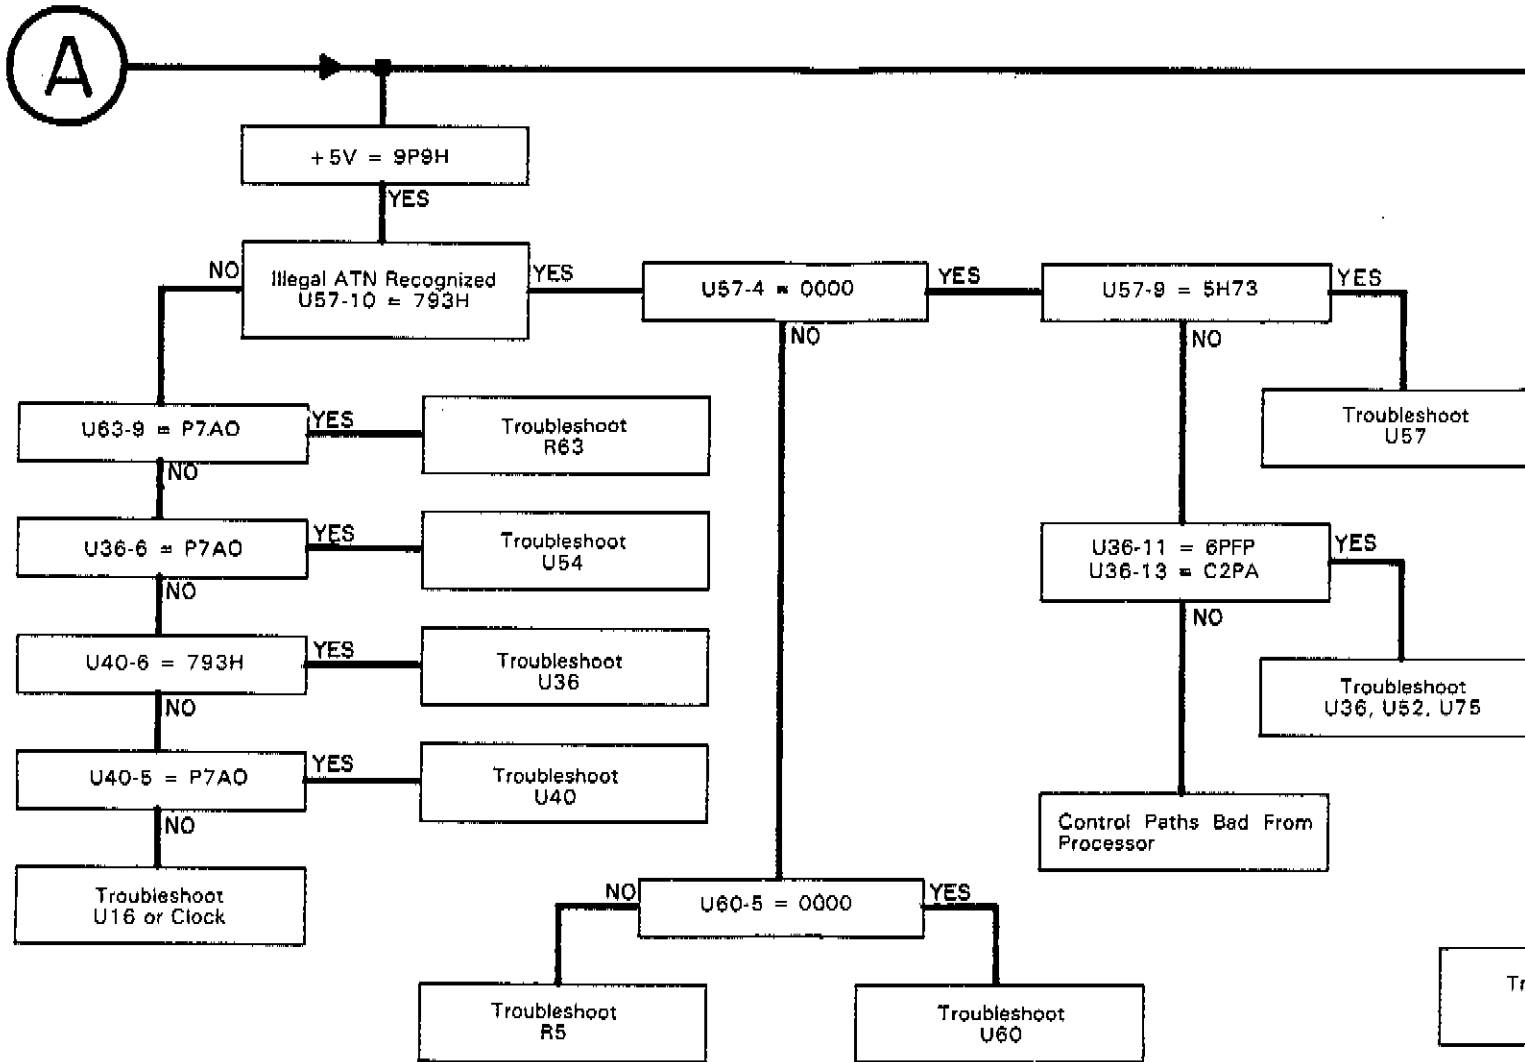 A
+5V = 9P9H
YES
NO
Illegal ATN Recognized
U57-10 = 793H
YES
U57-4 = 0000
YES
U57-9 = 5H73
YES
NO
NO
U63-9 = P7A0
YES
Troubleshoot
R63
Troubleshoot
U57
NO
U36-6 = P7A0
YES
Troubleshoot
U54
U36-11 = 6PFP
U36-13 = C2PA
YES
NO
NO
U40-6 = 793H
YES
Troubleshoot
U36
Troubleshoot
U36, U52, U75
NO
U40-5 = P7A0
YES
Troubleshoot
U40
NO
Control Paths Bad From
Processor
Troubleshoot
U16 or Clock
NO
U60-5 = 0000
YES
Troubleshoot
R5
Troubleshoot
U60
Tr